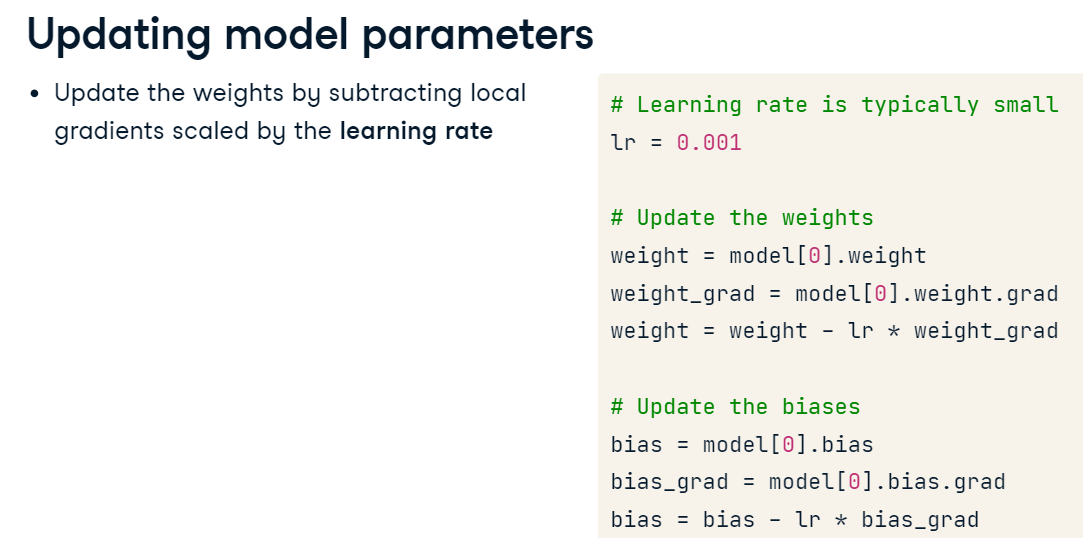 Updating model parameters
• Update the weights by subtracting local
gradients scaled by the learning rate
# Learning rate is typically small
lr = 0.001
# Update the weights
weight = model[0].weight
weight_grad = model[0].weight.grad
weight = weight - lr * weight_grad
# Update the biases
bias = model[0].bias
bias_grad = model[0].bias.grad
bias = bias - lr * bias_grad